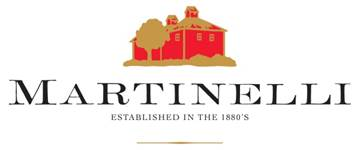 MARTINELLI
ESTABLISHED IN THE 1880'S